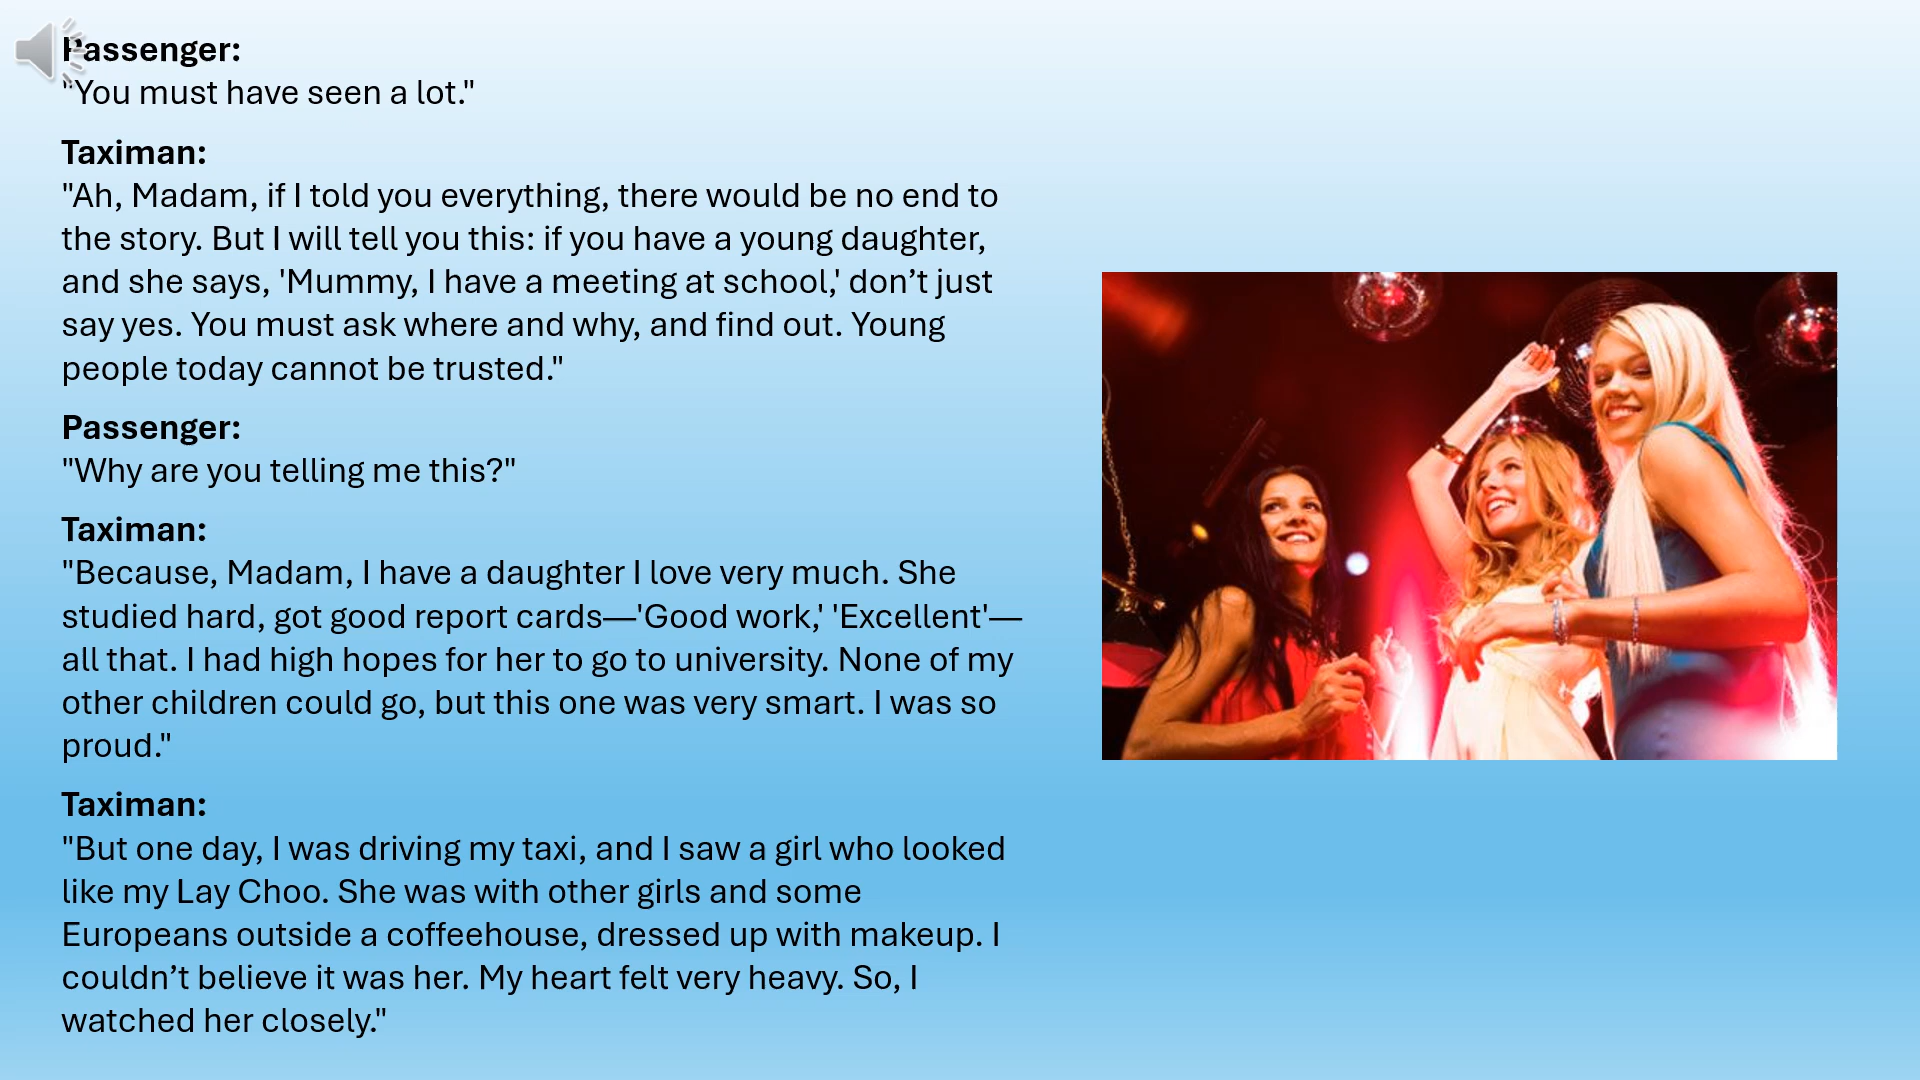 Passenger:
"You must have seen a lot."
Taximan:
"Ah, Madam, if I told you everything, there would be no end to
the story. But I will tell you this: if you have a young daughter,
and she says, 'Mummy, I have a meeting at school,' don’t just
say yes. You must ask where and why, and find out. Young
people today cannot be trusted."
Passenger:
"Why are you telling me this?"
Taximan:
"Because, Madam, I have a daughter I love very much. She
studied hard, got good report cards—'Good work,' 'Excellent'—
all that. I had high hopes for her to go to university. None of my
other children could go, but this one was very smart. I was so
proud."
Taximan:
"But one day, I was driving my taxi, and I saw a girl who looked
like my Lay Choo. She was with other girls and some
Europeans outside a coffeehouse, dressed up with makeup. I
couldn’t believe it was her. My heart felt very heavy. So, I
watched her closely."